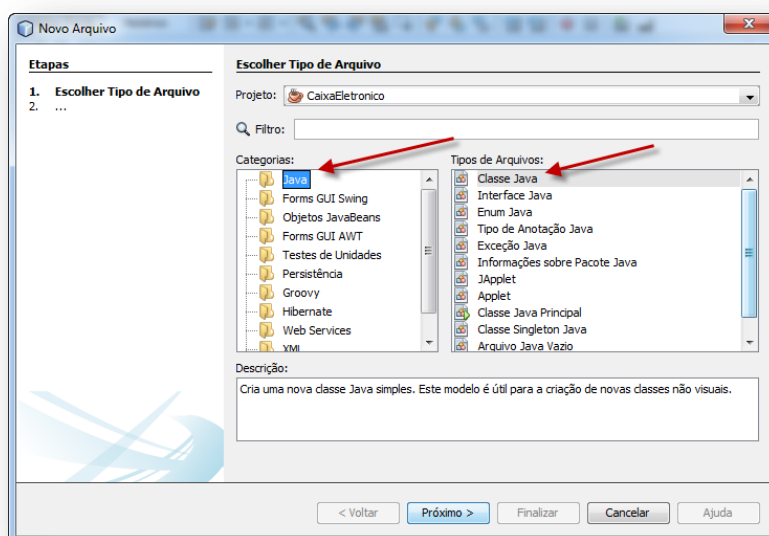 Novo Arquivo
Etapas
1. Escolher Tipo de Arquivo
2. ...
Escolher Tipo de Arquivo
Projeto: CaixaEletronico
Filtro:
Categorias:
Java
Forms GUI Swing
Objetos JavaBeans
Forms GUI AWT
Testes de Unidades
Persistência
Groovy
Hibernate
Web Services
XML
Tipos de Arquivos:
Classe Java
Interface Java
Enum Java
Tipo de Anotação Java
Exceção Java
Informações sobre Pacote Java
JApplet
Applet
Classe Java Principal
Classe Singleton Java
Arquivo Java Vazio
Descrição:
Cria uma nova classe Java simples. Este modelo é útil para a criação de novas classes não visuais.
< Voltar
Próximo >
Finalizar
Cancelar
Ajuda